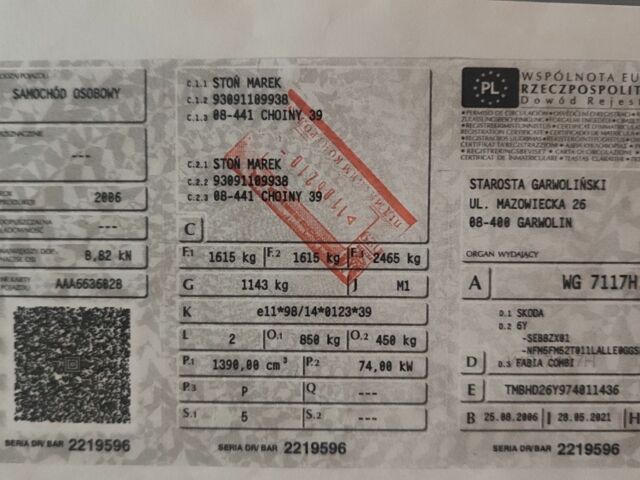 RODZAJ POJAZDU
SAMOCHÓD OSOBOWY
---
2006
---
8,82 kN
AAA6636028
SERIA DR/BAR 2219596
C.1.1 STOŃ MAREK
C.1.2 93091109938
C.1.3 08-441 CHOINY 39
C.2.1 STOŃ MAREK
C.2.2 93091109938
C.2.3 08-441 CHOINY 39
C
F.1 1615 kg F.2 1615 kg F.3 2465 kg
G 1143 kg J M1
K e11*98/14*0123*39
L 2 O.1 850 kg O.2 450 kg
P.1 1390,00 cm³ P.2 74,00 kW
P.3 P Q ---
S.1 5 S.2 ---
SERIA DR/BAR 2219596
PL
WSPÓLNOTA EU
RZECZPOSPOLIT
Dowód Rejes
STAROSTA GARWOLIŃSKI
UL. MAZOWIECKA 26
08-400 GARWOLIN
ORGAN WYDAJĄCY
A WG 7117H
D.1 SKODA
D.2 6Y
-SEBBZX01
-NFM5FM52T011LALLE0GGS
D D.3 FABIA COMBI
E TMBHD26Y974011436
B 25.08.2006 I 28.05.2021 H
SERIA DR/BAR 2219596